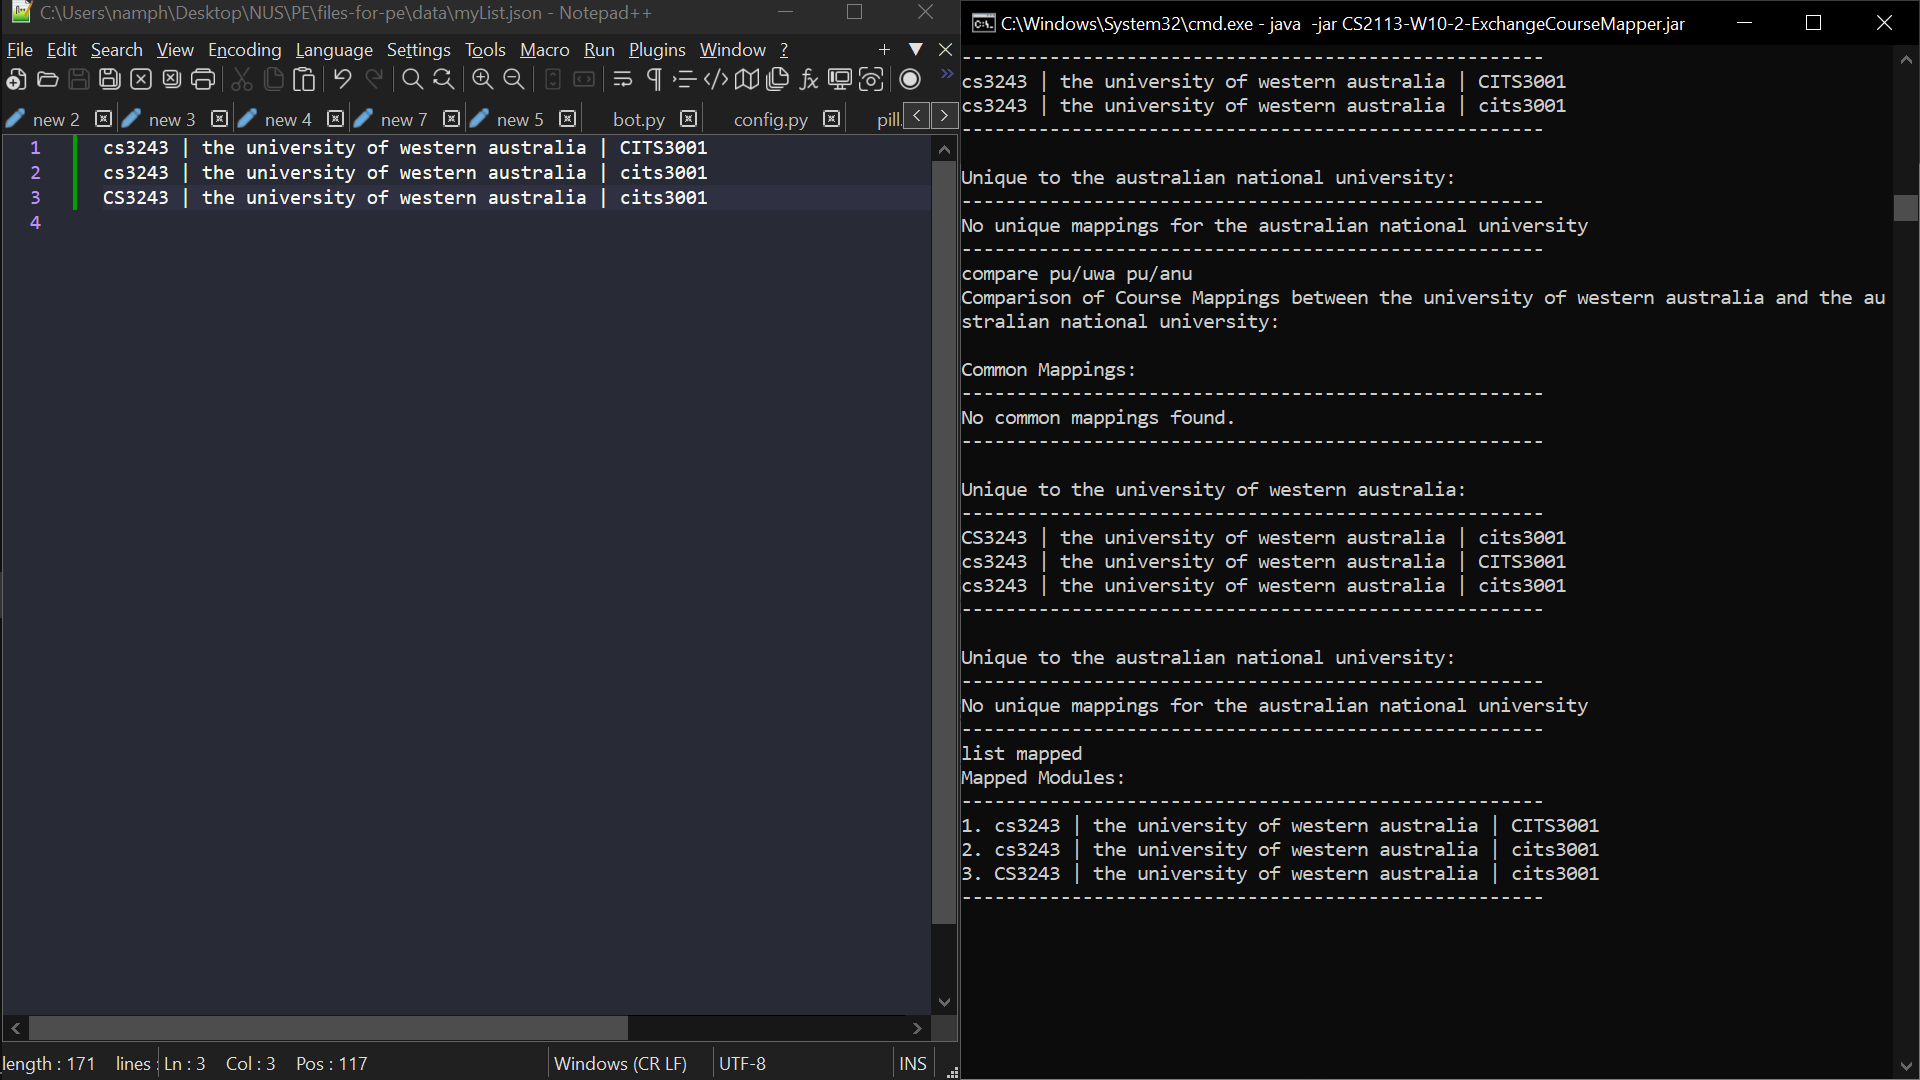 C:\Users\namph\Desktop\NUS\PE\files-for-pe\data\myList.json - Notepad++
File Edit Search View Encoding Language Settings Tools Macro Run Plugins Window ?
new 2 new 3 new 4 new 7 new 5 bot.py config.py pill.
1 cs3243 | the university of western australia | CITS3001
2 cs3243 | the university of western australia | cits3001
3 CS3243 | the university of western australia | cits3001
4
length : 171 lines : Ln : 3 Col : 3 Pos : 117 Windows (CR LF) UTF-8 INS
C:\Windows\System32\cmd.exe - java -jar CS2113-W10-2-ExchangeCourseMapper.jar
-----------------------------------------------------
cs3243 | the university of western australia | CITS3001
cs3243 | the university of western australia | cits3001
-----------------------------------------------------
Unique to the australian national university:
-----------------------------------------------------
No unique mappings for the australian national university
-----------------------------------------------------
compare pu/uwa pu/anu
Comparison of Course Mappings between the university of western australia and the au
stralian national university:
Common Mappings:
-----------------------------------------------------
No common mappings found.
-----------------------------------------------------
Unique to the university of western australia:
-----------------------------------------------------
CS3243 | the university of western australia | cits3001
cs3243 | the university of western australia | CITS3001
cs3243 | the university of western australia | cits3001
-----------------------------------------------------
Unique to the australian national university:
-----------------------------------------------------
No unique mappings for the australian national university
-----------------------------------------------------
list mapped
Mapped Modules:
-----------------------------------------------------
1. cs3243 | the university of western australia | CITS3001
2. cs3243 | the university of western australia | cits3001
3. CS3243 | the university of western australia | cits3001
-----------------------------------------------------